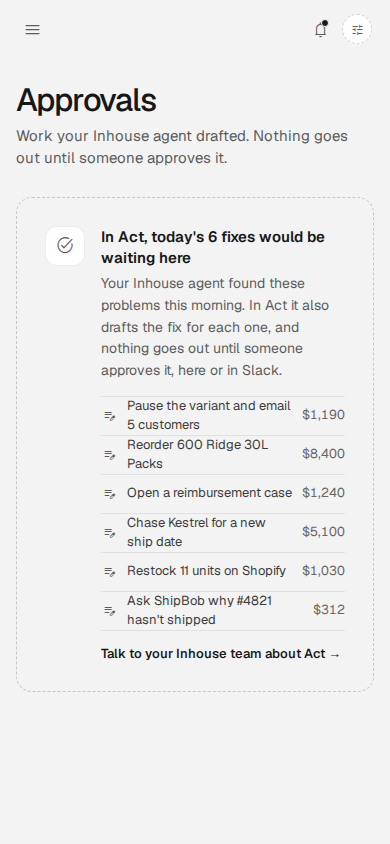 Approvals
Work your Inhouse agent drafted. Nothing goes
out until someone approves it.
In Act, today's 6 fixes would be
waiting here
Your Inhouse agent found these
problems this morning. In Act it also
drafts the fix for each one, and
nothing goes out until someone
approves it, here or in Slack.
Pause the variant and email
5 customers
$1,190
Reorder 600 Ridge 30L
Packs
$8,400
Open a reimbursement case $1,240
Chase Kestrel for a new
ship date
$5,100
Restock 11 units on Shopify $1,030
Ask ShipBob why #4821
hasn't shipped
$312
Talk to your Inhouse team about Act →